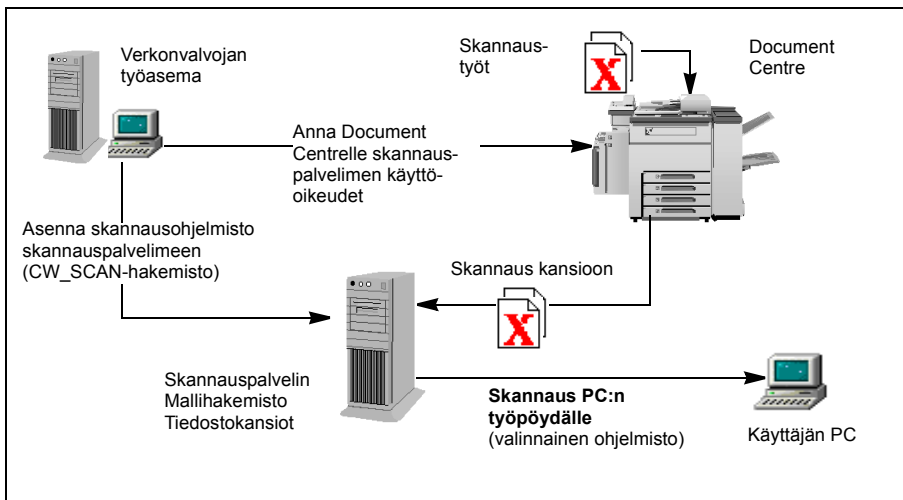 Verkonvalvojan
työasema
Skannaus-
työt
Document
Centre
Anna Document
Centrelle skannaus-
palvelimen käyttö-
oikeudet
Asenna skannausohjelmisto
skannauspalvelimeen
(CW_SCAN-hakemisto)
Skannaus kansioon
Skannauspalvelin
Mallihakemisto
Tiedostokansiot
Skannaus PC:n
työpöydälle
(valinnainen ohjelmisto)
Käyttäjän PC